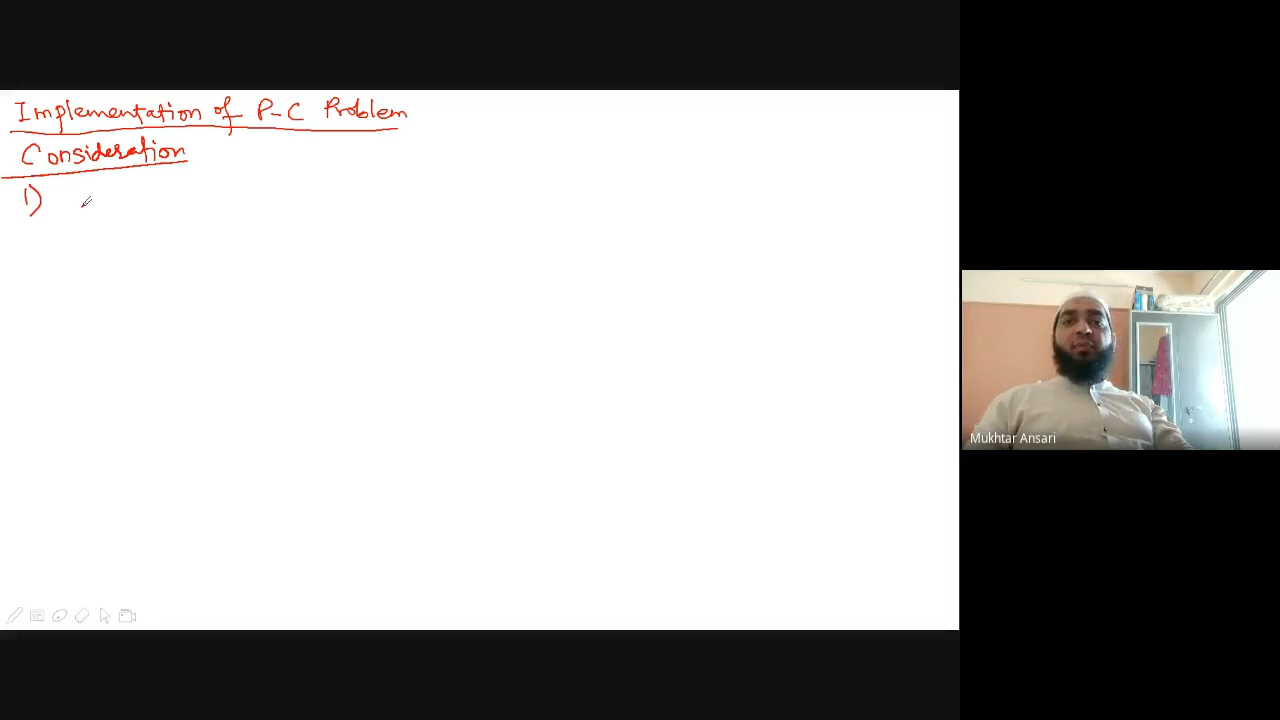 Implementation of P-C Problem
Consideration
1)
Mukhtar Ansari